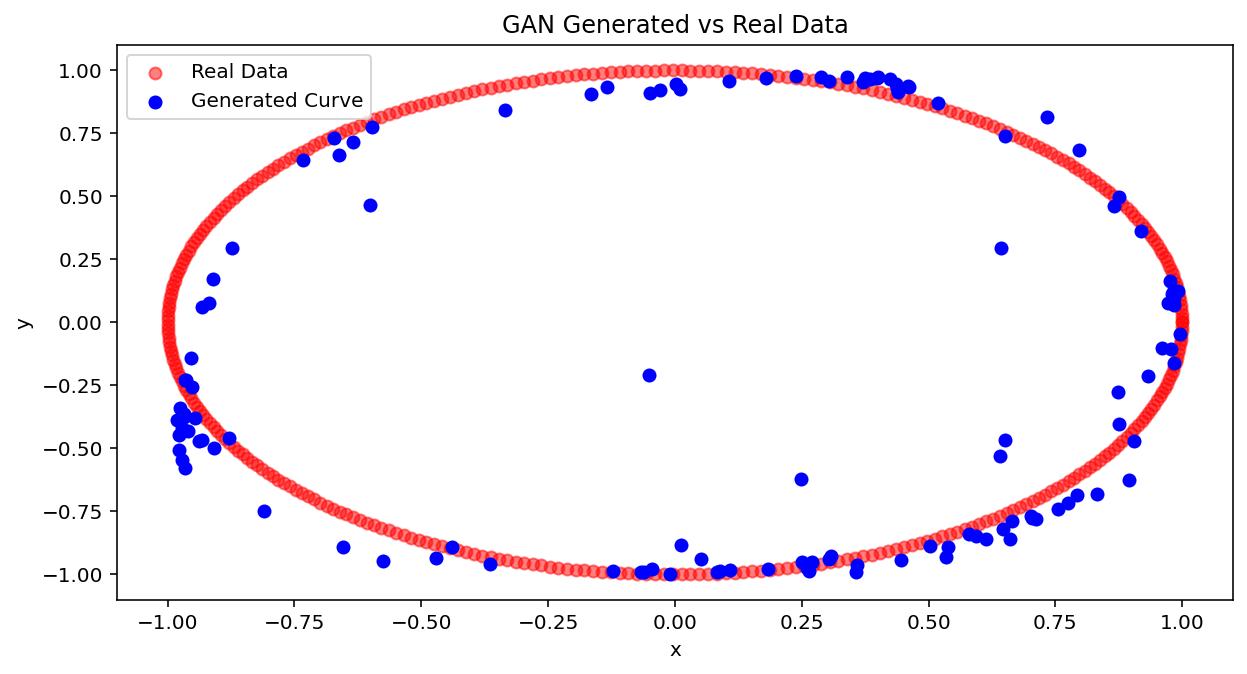 GAN Generated vs Real Data
Real Data
Generated Curve
1.00
0.75
0.50
0.25
0.00
−0.25
−0.50
−0.75
−1.00
y
−1.00 −0.75 −0.50 −0.25 0.00 0.25 0.50 0.75 1.00
x